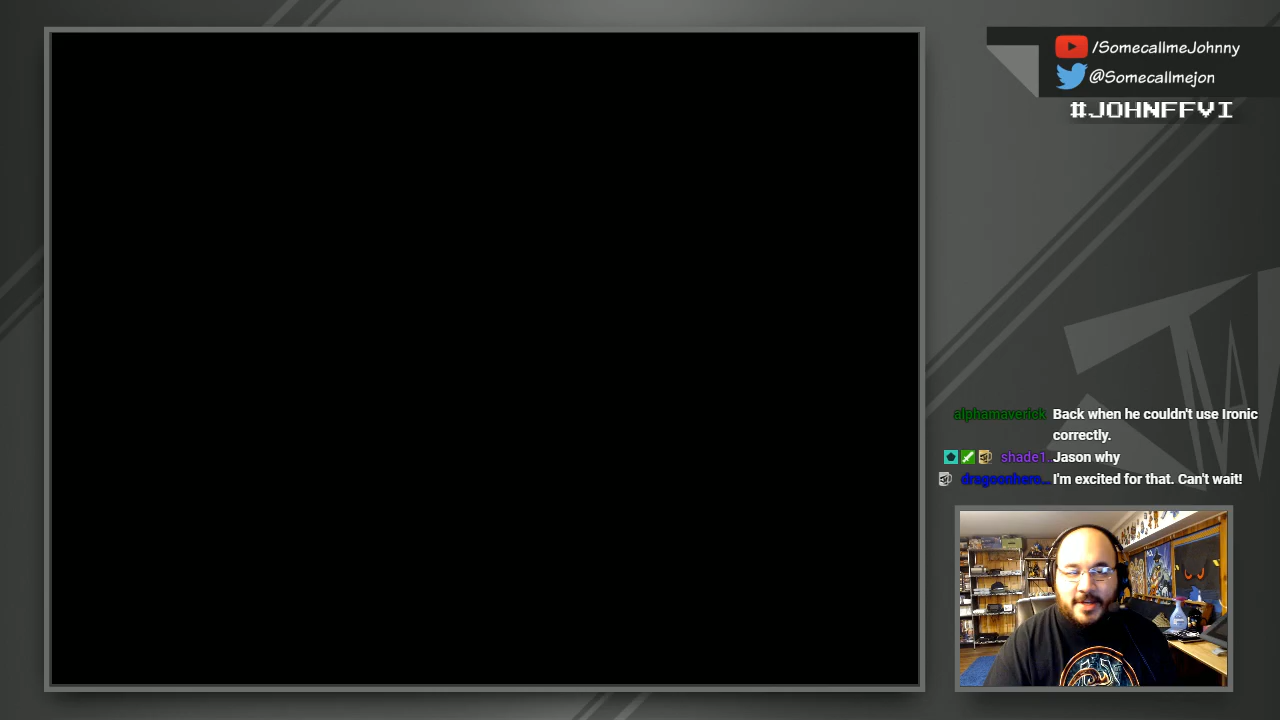 /SomecallmeJohnny
@Somecallmejon
#JOHNFFVI
alphamaverick Back when he couldn't use Ironic
correctly.
shade1... Jason why
dragoonhero... I'm excited for that. Can't wait!